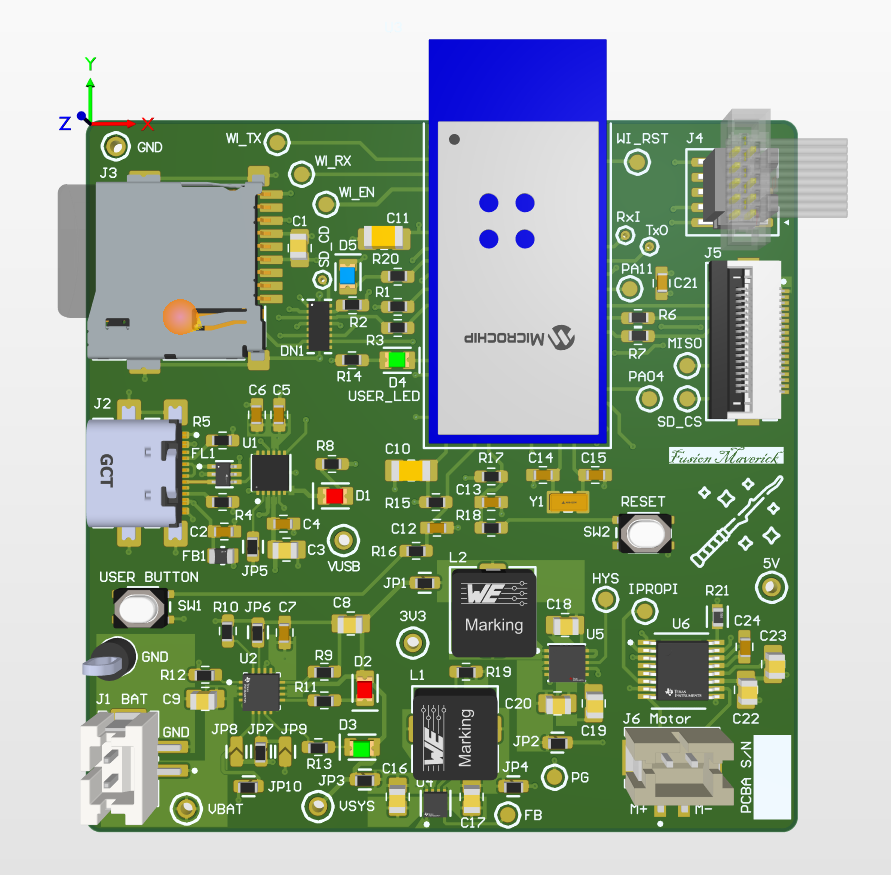 Y
Z X
GND
WI_TX
WI_RST
J4
J3
WI_RX
WI_EN
C1
SD_CD
C11
RxI
TxO
D5
R20
J5
PA11
C21
R1
R2
R3
R6
R7
DN1
MICROCHIP
MISO
R14
D4
USER_LED
PA04
SD_CS
J2
C6 C5
R5
U1
FL1
Fusion Maverick
GCT
R8
C10
R17
C14
C15
D1
R15
C13
Y1
RESET
R4
R18
C4
C2
C12
SW2
FB1
C3
JP5
VUSB
R16
L2
5V
USER BUTTON
JP1
WE
HYS
IPROPI
SW1
R10 JP6 C7
C8
3V3
Marking
C18
R21
U6
U5
C24
C23
GND
R12
U2
R9
D2
L1
R19
TEXAS INSTRUMENTS
J1 BAT
C9
R11
WE
Marking
C20
C19
C22
GND
JP8 JP7 JP9
D3
J6 Motor
JP2
R13
PCBA S/N
JP10
JP3
C16
U4
JP4
PG
VBAT
VSYS
C17
FB
M+
M-